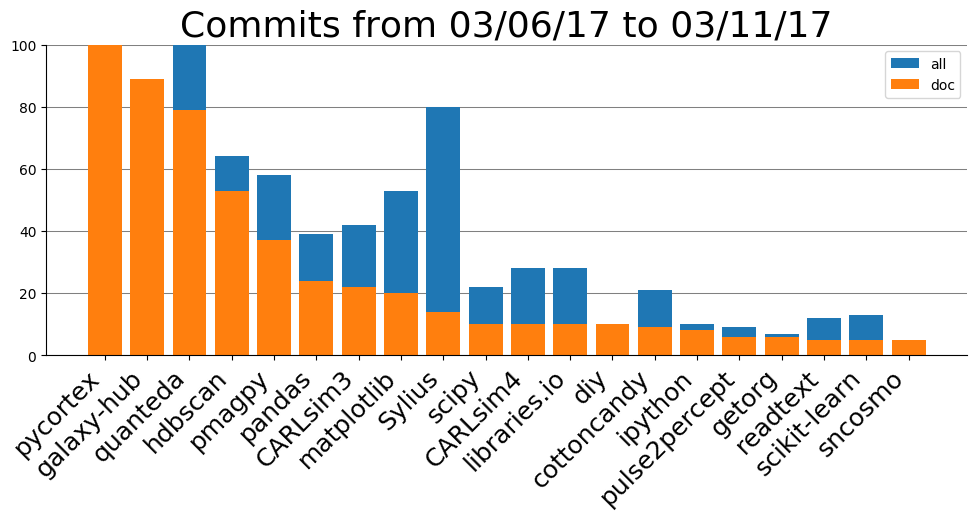 Commits from 03/06/17 to 03/11/17
100
80
60
40
20
0
all
doc
pycortex
galaxy-hub
quanteda
hdbscan
pmagpy
pandas
CARLsim3
matplotlib
Sylius
scipy
CARLsim4
libraries.io
diy
cottoncandy
ipython
pulse2percept
getorg
readtext
scikit-learn
sncosmo